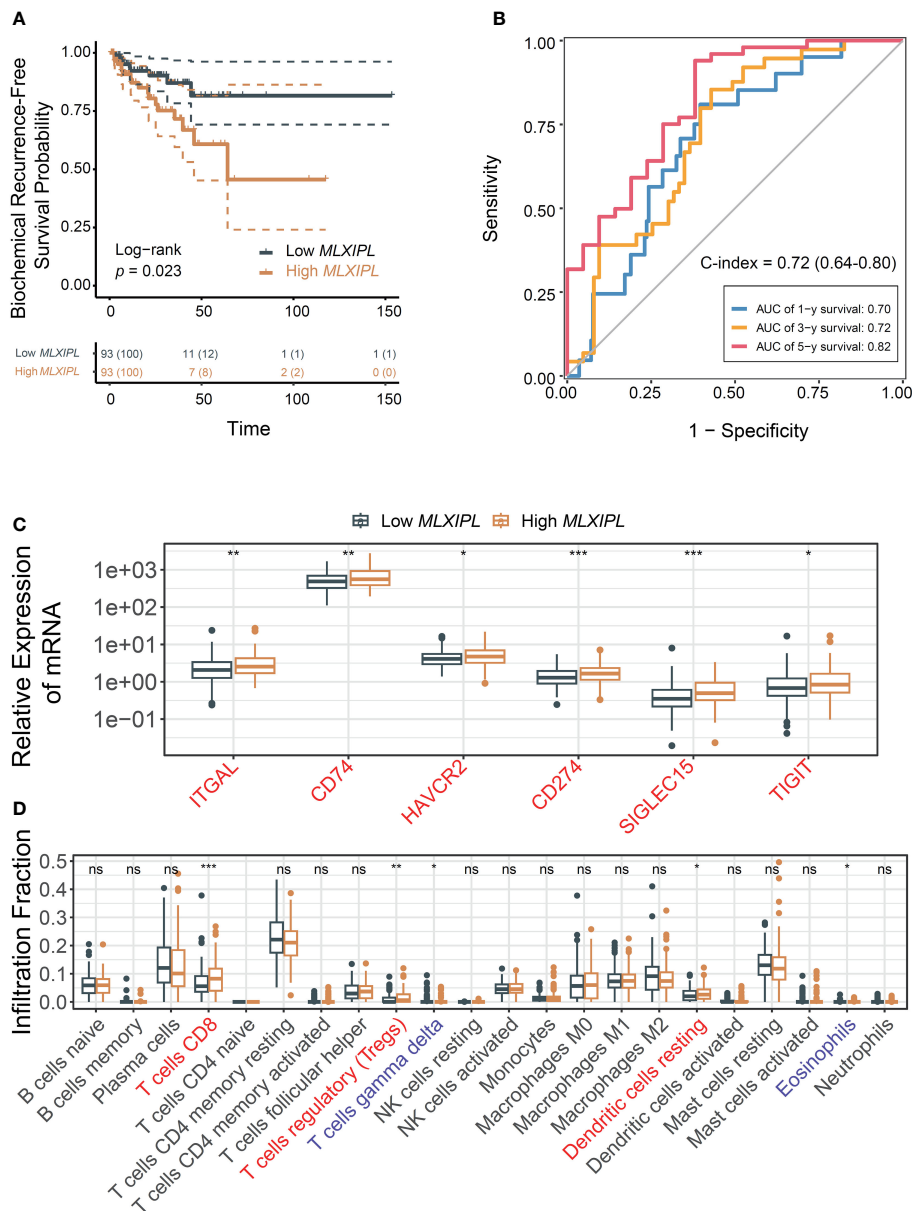 A
Biochemical Recurrence-Free
Survival Probability
1.00
0.75
0.50
0.25
0.00
Log−rank
p = 0.023
Low MLXIPL
High MLXIPL
0 50 100 150
Low MLXIPL 93 (100) 11 (12) 1 (1) 1 (1)
High MLXIPL 93 (100) 7 (8) 2 (2) 0 (0)
0 50 100 150
Time
B
Sensitivity
1.00
0.75
0.50
0.25
0.00
C-index = 0.72 (0.64-0.80)
AUC of 1−y survival: 0.70
AUC of 3−y survival: 0.72
AUC of 5−y survival: 0.82
0.00 0.25 0.50 0.75 1.00
1 − Specificity
C
Low MLXIPL High MLXIPL
Relative Expression
of mRNA
** ** * *** *** *
1e+03
1e+02
1e+01
1e+00
1e−01
ITGAL
CD74
HAVCR2
CD274
SIGLEC15
TIGIT
D
Infiltration Fraction
0.5
0.4
0.3
0.2
0.1
0.0
ns ns ns *** ns ns ns ** * ns ns ns ns ns ns * ns ns ns * ns
B cells naive
B cells memory
Plasma cells
T cells CD8
T cells CD4 naive
T cells CD4 memory resting
T cells CD4 memory activated
T cells follicular helper
T cells regulatory (Tregs)
T cells gamma delta
NK cells resting
NK cells activated
Monocytes
Macrophages M0
Macrophages M1
Macrophages M2
Dendritic cells resting
Dendritic cells activated
Mast cells resting
Mast cells activated
Eosinophils
Neutrophils